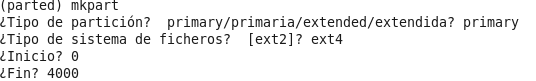 (parted) mkpart
¿Tipo de partición?  primary/primaria/extended/extendida? primary
¿Tipo de sistema de ficheros?  [ext2]? ext4
¿Inicio? 0
¿Fin? 4000